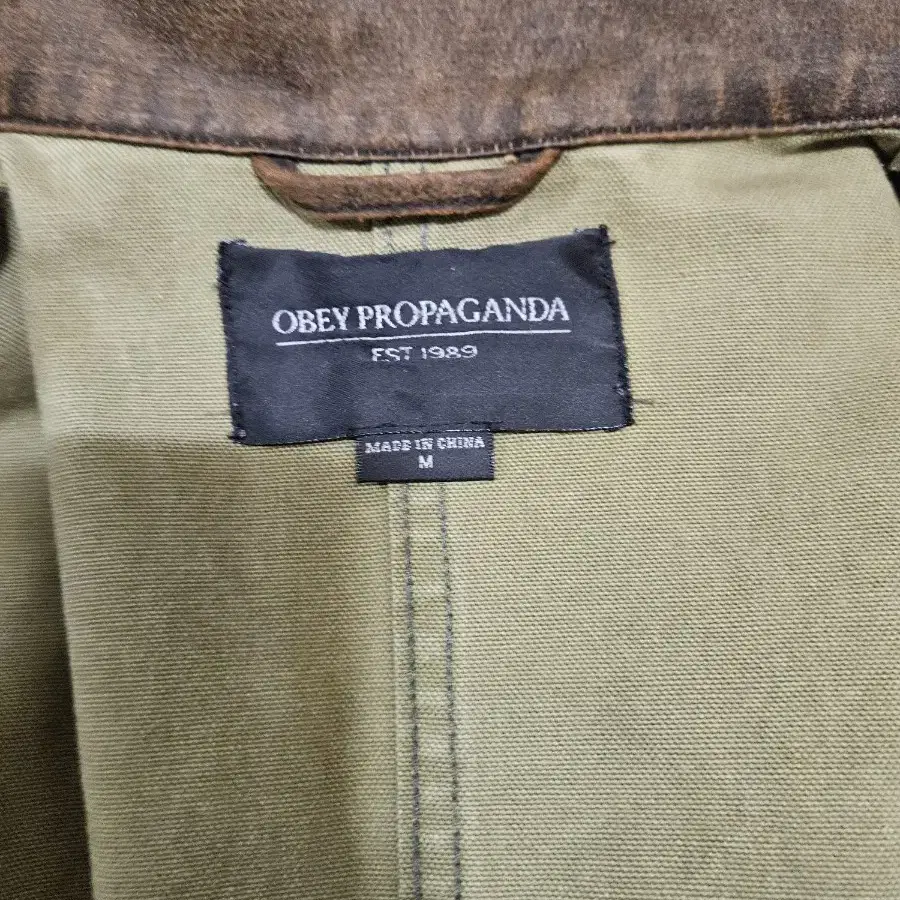 OBEY PROPAGANDA
EST 1989
MADE IN CHINA
M